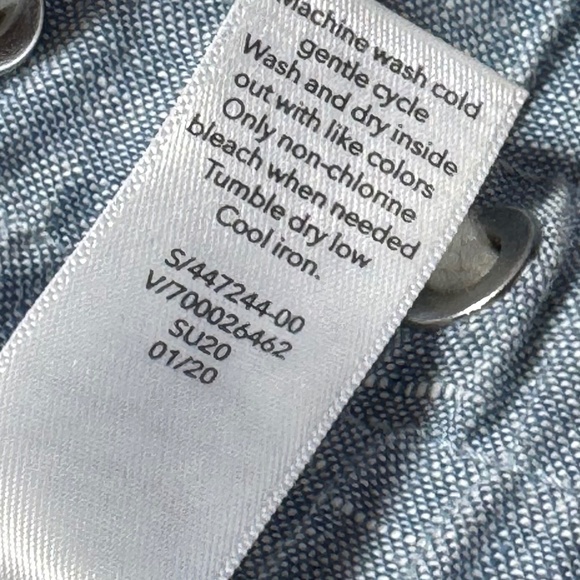 Machine wash cold
gentle cycle
Wash and dry inside
out with like colors
Only non-chlorine
bleach when needed
Tumble dry low
Cool iron.
S/447244-00
V/700026462
SU20
01/20